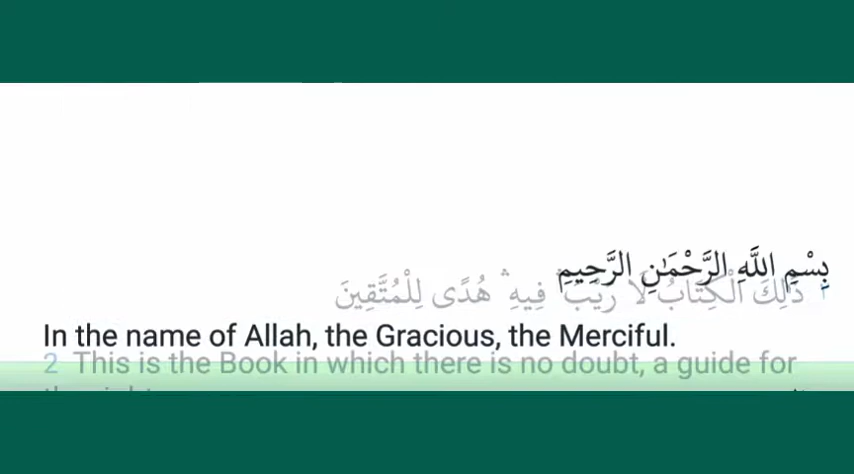 بِسْمِ اللَّهِ الرَّحْمَٰنِ الرَّحِيمِ
٢ ذَٰلِكَ الْكِتَابُ لَا رَيْبَ ۛ فِيهِ ۛ هُدًى لِلْمُتَّقِينَ
In the name of Allah, the Gracious, the Merciful.
2 This is the Book in which there is no doubt, a guide for